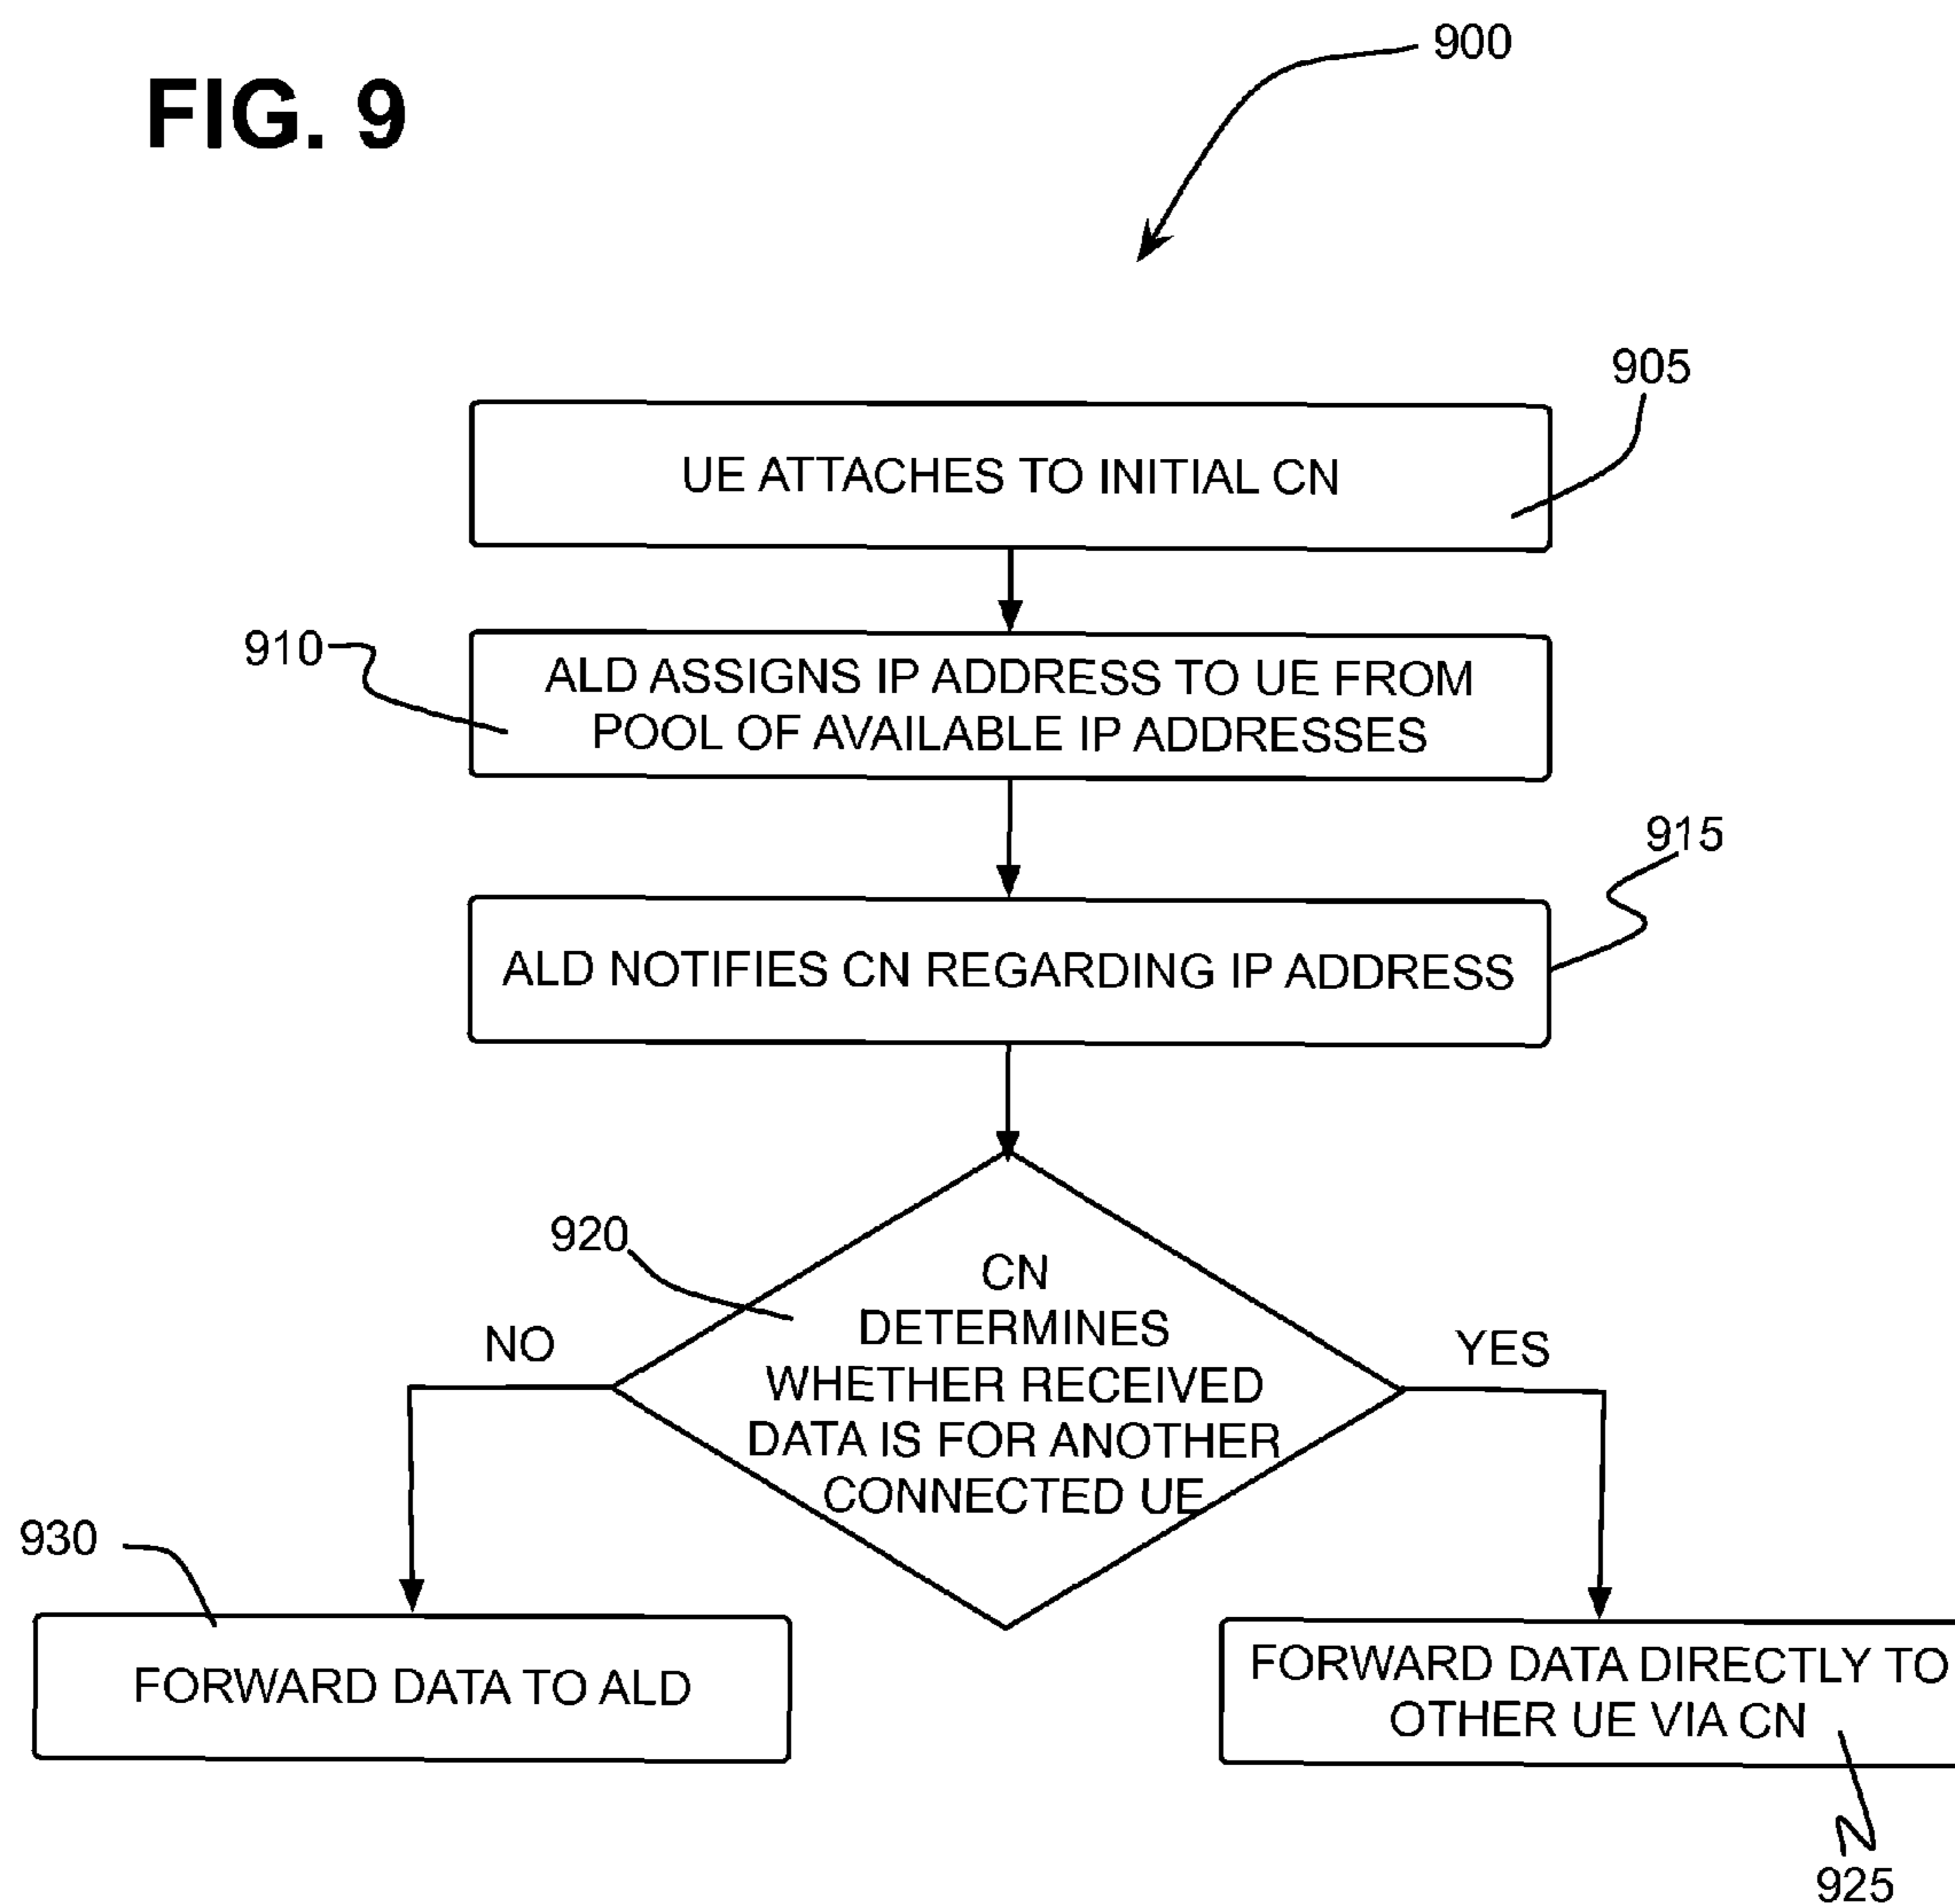 FIG. 9
900
905
UE ATTACHES TO INITIAL CN
910
ALD ASSIGNS IP ADDRESS TO UE FROM
POOL OF AVAILABLE IP ADDRESSES
915
ALD NOTIFIES CN REGARDING IP ADDRESS
920
CN
DETERMINES
WHETHER RECEIVED
DATA IS FOR ANOTHER
CONNECTED UE
NO
YES
930
FORWARD DATA TO ALD
FORWARD DATA DIRECTLY TO
OTHER UE VIA CN
925